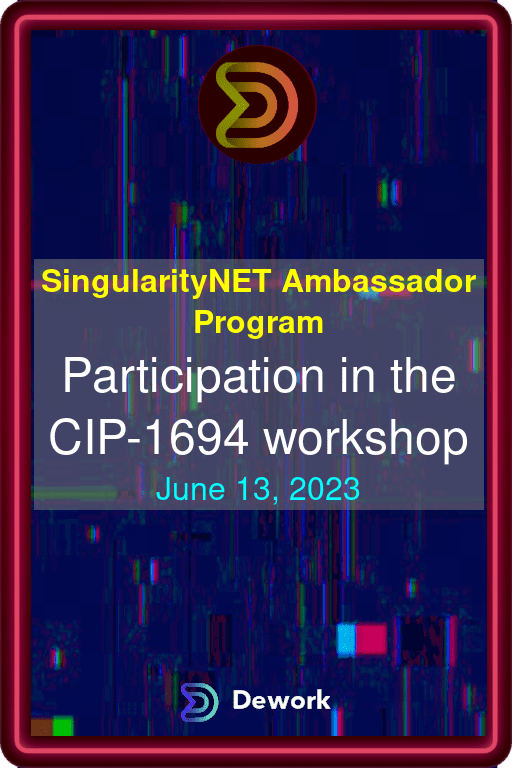 SingularityNET Ambassador
Program
Participation in the
CIP-1694 workshop
June 13, 2023
Dework